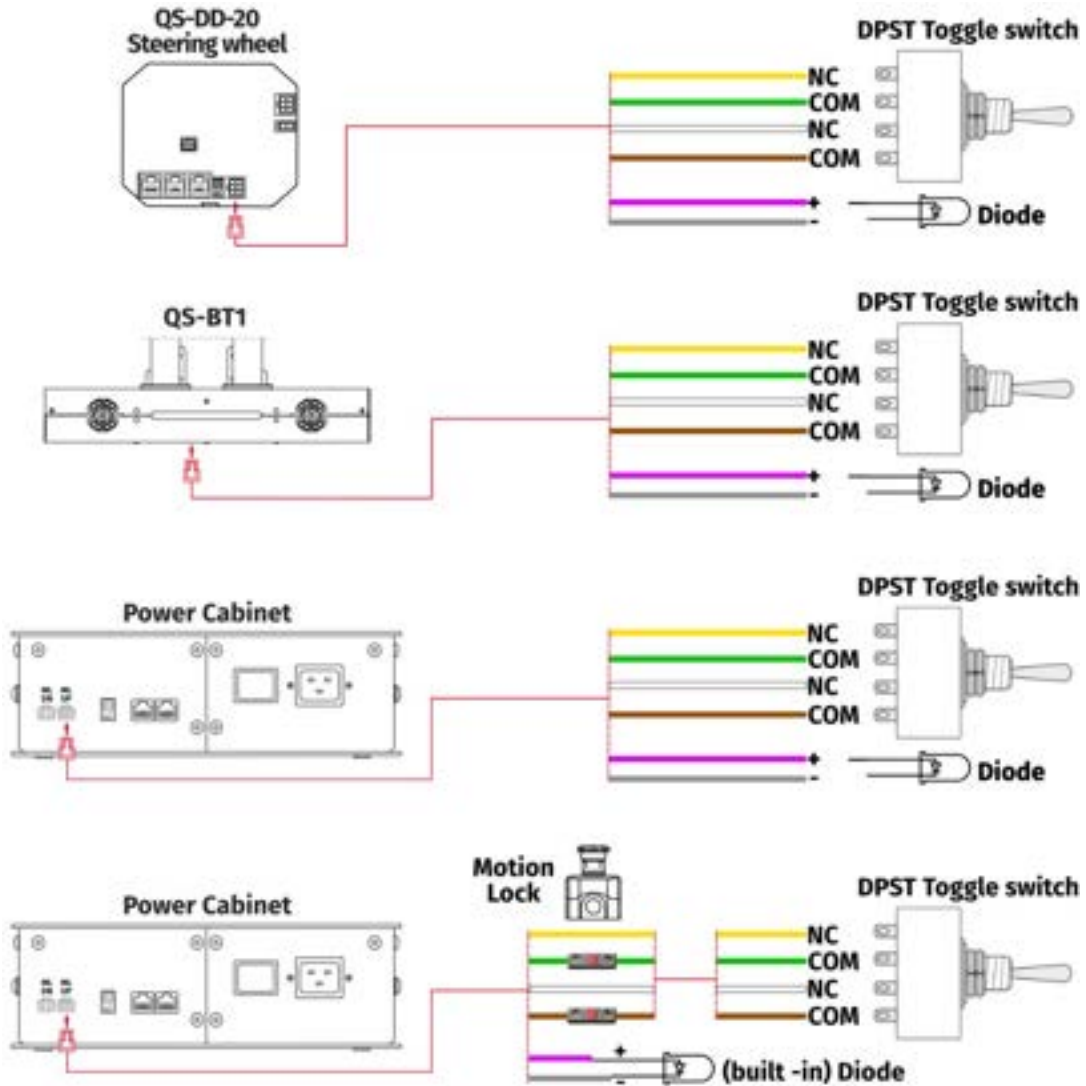 QS-DD-20
Steering wheel
DPST Toggle switch
NC
COM
NC
COM
+
-
Diode
QS-BT1
DPST Toggle switch
NC
COM
NC
COM
+
-
Diode
Power Cabinet
DPST Toggle switch
NC
COM
NC
COM
+
-
Diode
Motion
Lock
Power Cabinet
DPST Toggle switch
NC
COM
NC
COM
+
-
(built -in) Diode